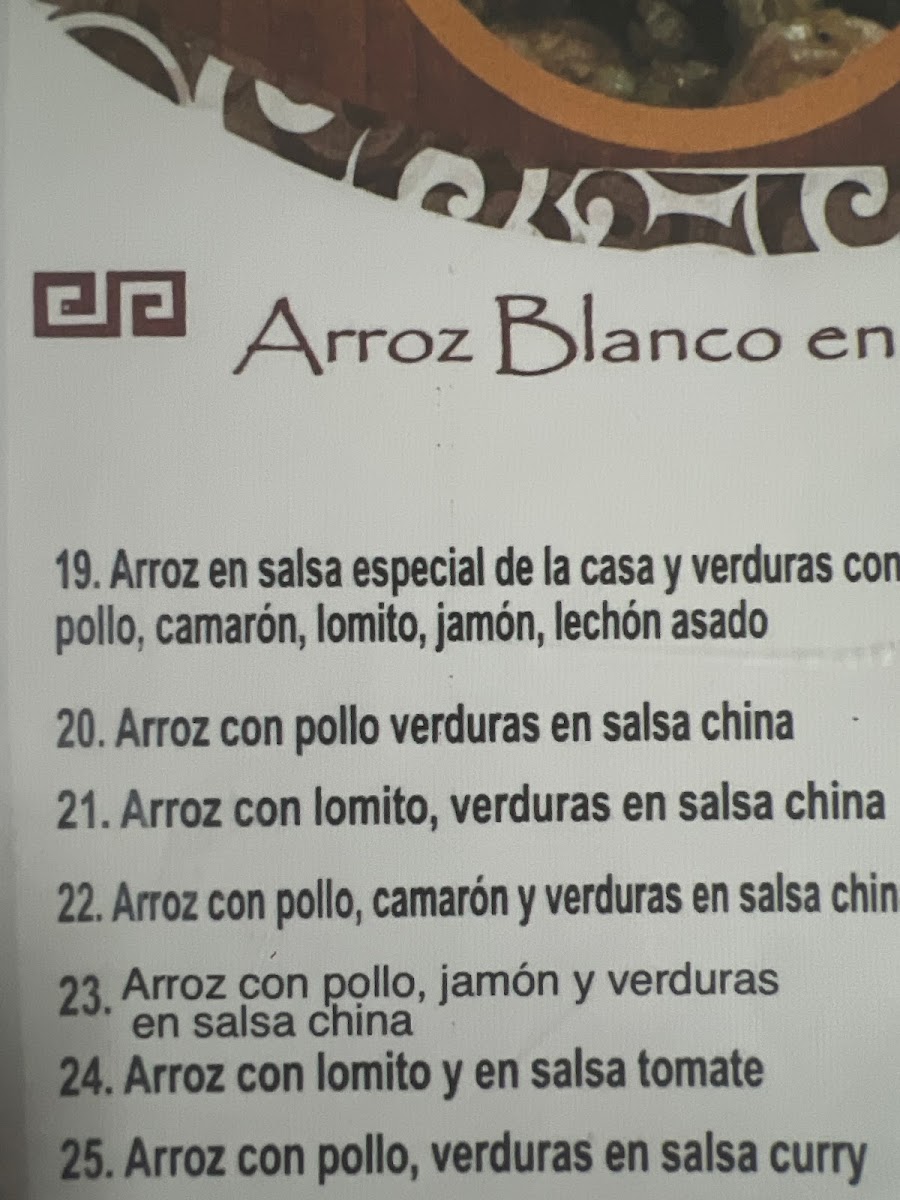 Arroz Blanco en
19. Arroz en salsa especial de la casa y verduras con
pollo, camarón, lomito, jamón, lechón asado
20. Arroz con pollo verduras en salsa china
21. Arroz con lomito, verduras en salsa china
22. Arroz con pollo, camarón y verduras en salsa chin
23. Arroz con pollo, jamón y verduras
en salsa china
24. Arroz con lomito y en salsa tomate
25. Arroz con pollo, verduras en salsa curry